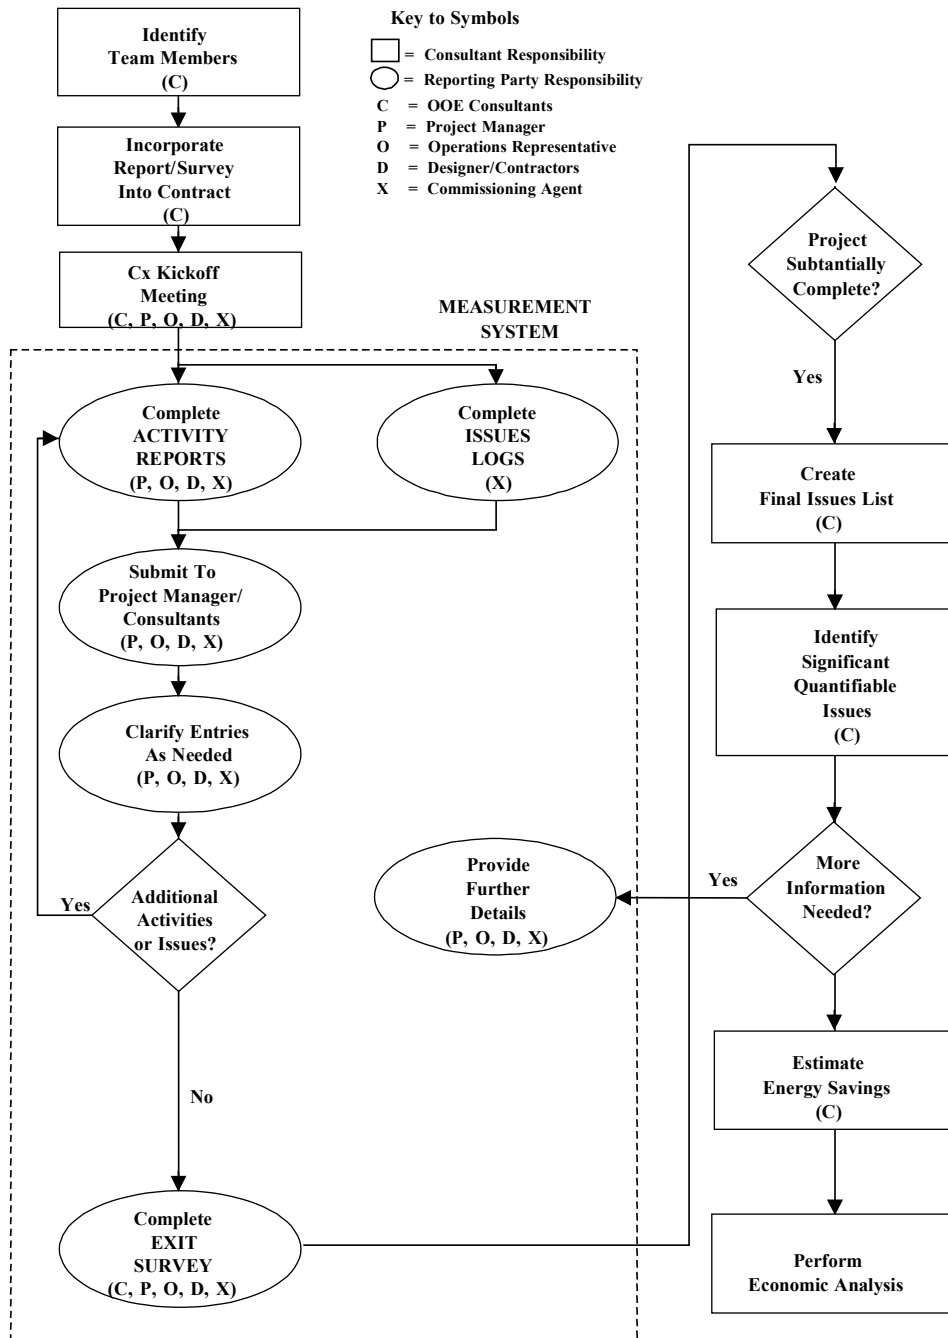 Identify
Team Members
(C)
Incorporate
Report/Survey
Into Contract
(C)
Cx Kickoff
Meeting
(C, P, O, D, X)
Key to Symbols
= Consultant Responsibility
= Reporting Party Responsibility
C = OOE Consultants
P = Project Manager
O = Operations Representative
D = Designer/Contractors
X = Commissioning Agent
MEASUREMENT
SYSTEM
Complete
ACTIVITY
REPORTS
(P, O, D, X)
Complete
ISSUES
LOGS
(X)
Submit To
Project Manager/
Consultants
(P, O, D, X)
Clarify Entries
As Needed
(P, O, D, X)
Additional
Activities
or Issues?
Yes
No
Complete
EXIT
SURVEY
(C, P, O, D, X)
Project
Subtantially
Complete?
Yes
Create
Final Issues List
(C)
Identify
Significant
Quantifiable
Issues
(C)
More
Information
Needed?
Yes
Provide
Further
Details
(P, O, D, X)
Estimate
Energy Savings
(C)
Perform
Economic Analysis